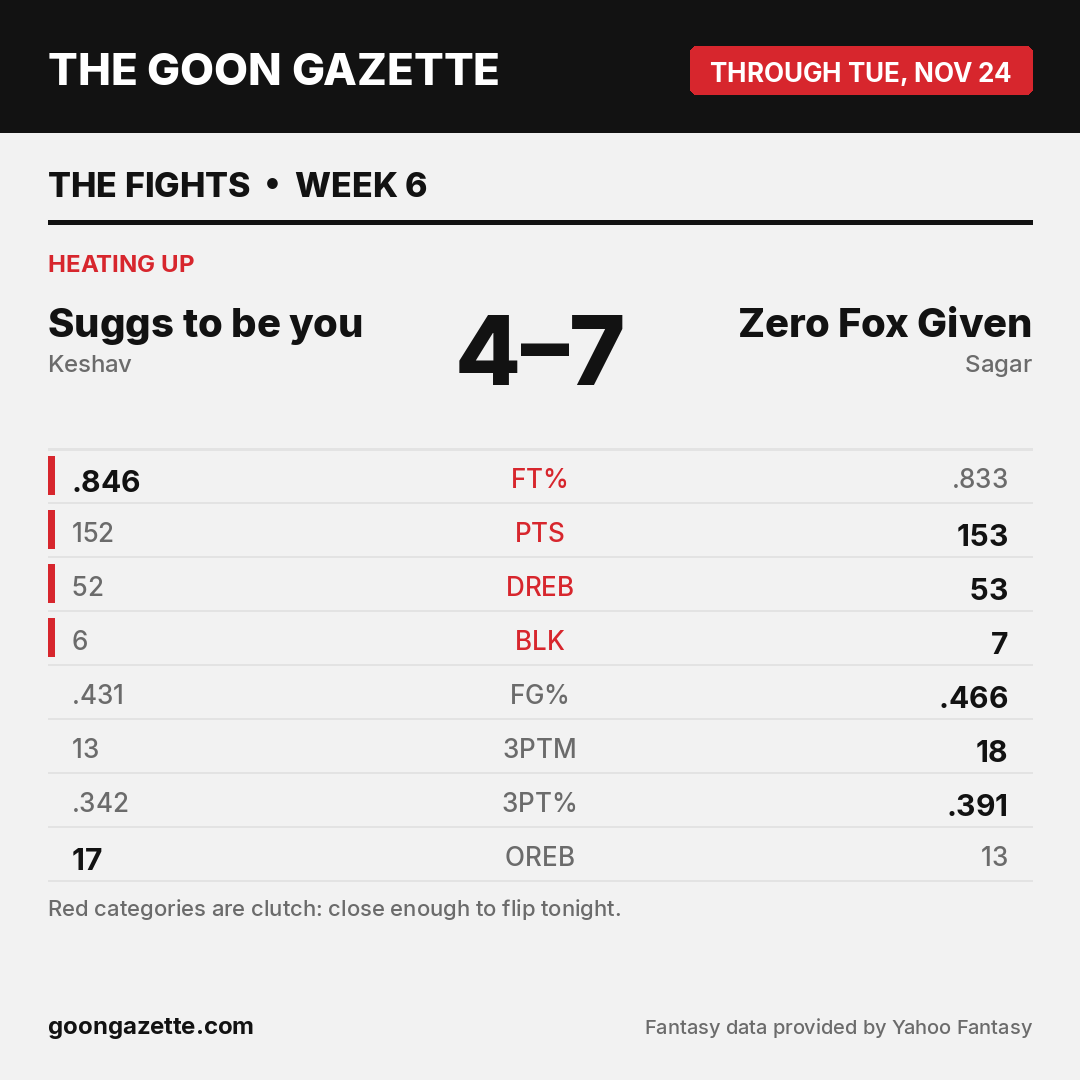 THE GOON GAZETTE THROUGH TUE, NOV 24
THE FIGHTS • WEEK 6
HEATING UP
Suggs to be you 4–7 Zero Fox Given
Keshav Sagar
.846 FT% .833
152 PTS 153
52 DREB 53
6 BLK 7
.431 FG% .466
13 3PTM 18
.342 3PT% .391
17 OREB 13
Red categories are clutch: close enough to flip tonight.
goongazette.com Fantasy data provided by Yahoo Fantasy